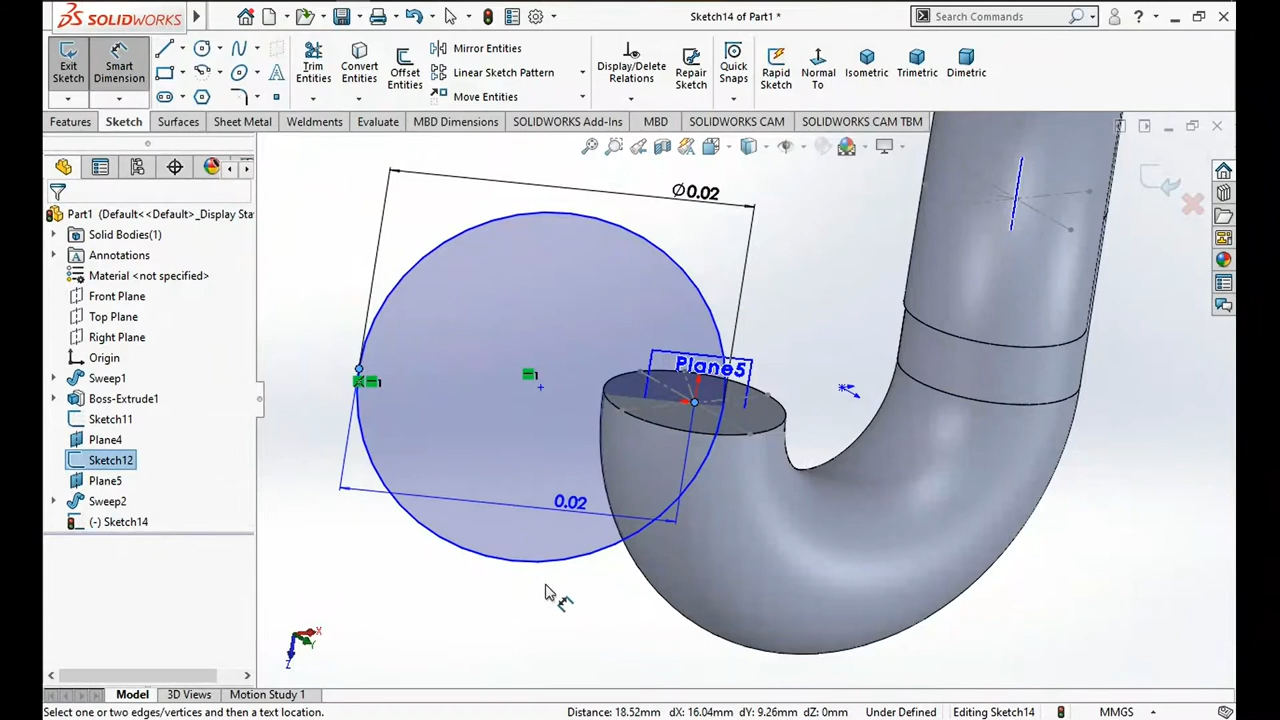 SOLIDWORKS
Sketch14 of Part1 *
Search Commands
Exit Sketch
Smart Dimension
Trim Entities
Convert Entities
Offset Entities
Mirror Entities
Linear Sketch Pattern
Move Entities
Display/Delete Relations
Repair Sketch
Quick Snaps
Rapid Sketch
Normal To
Isometric
Trimetric
Dimetric
Features
Sketch
Surfaces
Sheet Metal
Weldments
Evaluate
MBD Dimensions
SOLIDWORKS Add-Ins
MBD
SOLIDWORKS CAM
SOLIDWORKS CAM TBM
Part1 (Default<<Default>_Display Sta
Solid Bodies(1)
Annotations
Material <not specified>
Front Plane
Top Plane
Right Plane
Origin
Sweep1
Boss-Extrude1
Sketch11
Plane4
Sketch12
Plane5
Sweep2
(-) Sketch14
Ø0.02
Plane5
0.02
1
1
X
Y
Z
Model
3D Views
Motion Study 1
Select one or two edges/vertices and then a text location.
Distance: 18.52mm dX: 16.04mm dY: 9.26mm dZ: 0mm
Under Defined
Editing Sketch14
MMGS